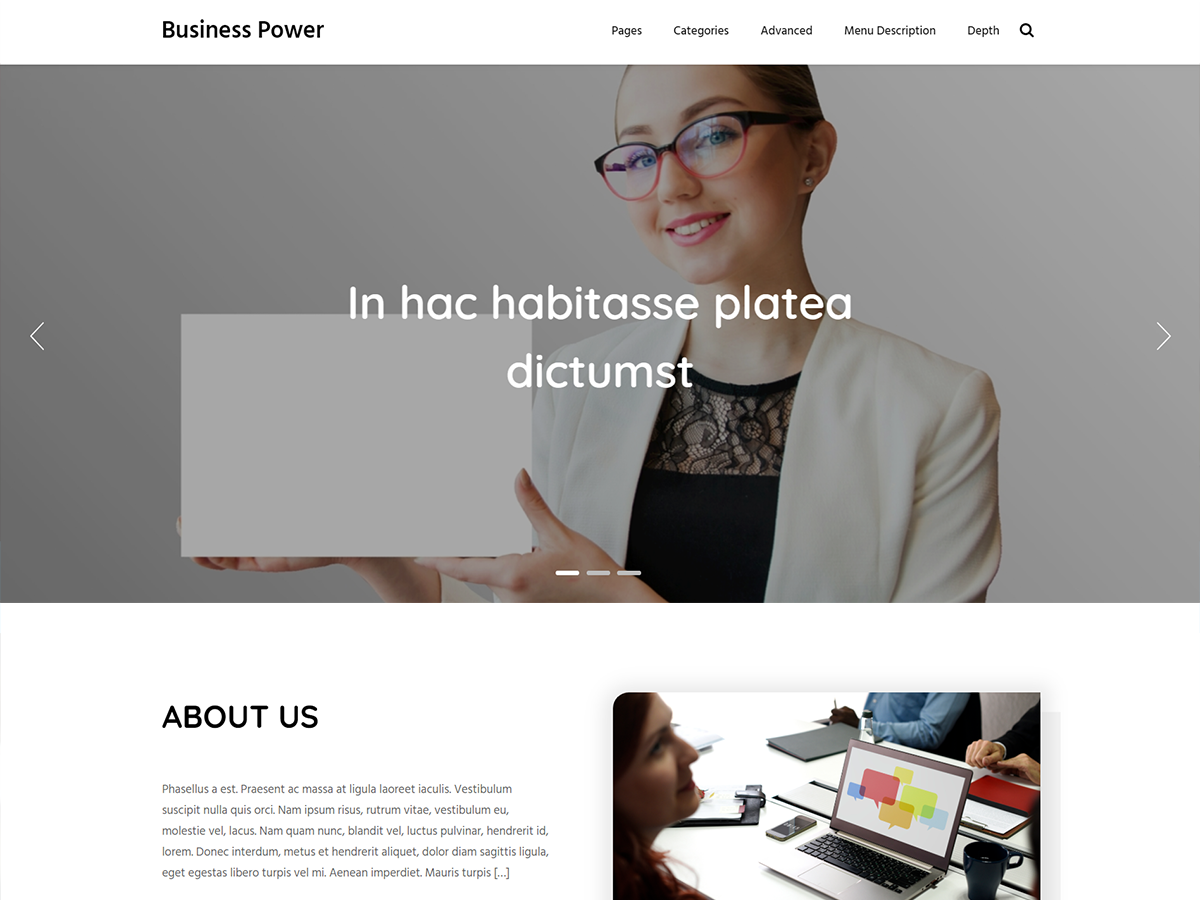 Business Power
Pages Categories Advanced Menu Description Depth
In hac habitasse platea
dictumst
ABOUT US
Phasellus a est. Praesent ac massa at ligula laoreet iaculis. Vestibulum
suscipit nulla quis orci. Nam ipsum risus, rutrum vitae, vestibulum eu,
molestie vel, lacus. Nam quam nunc, blandit vel, luctus pulvinar, hendrerit id,
lorem. Donec interdum, metus et hendrerit aliquet, dolor diam sagittis ligula,
eget egestas libero turpis vel mi. Aenean imperdiet. Mauris turpis […]